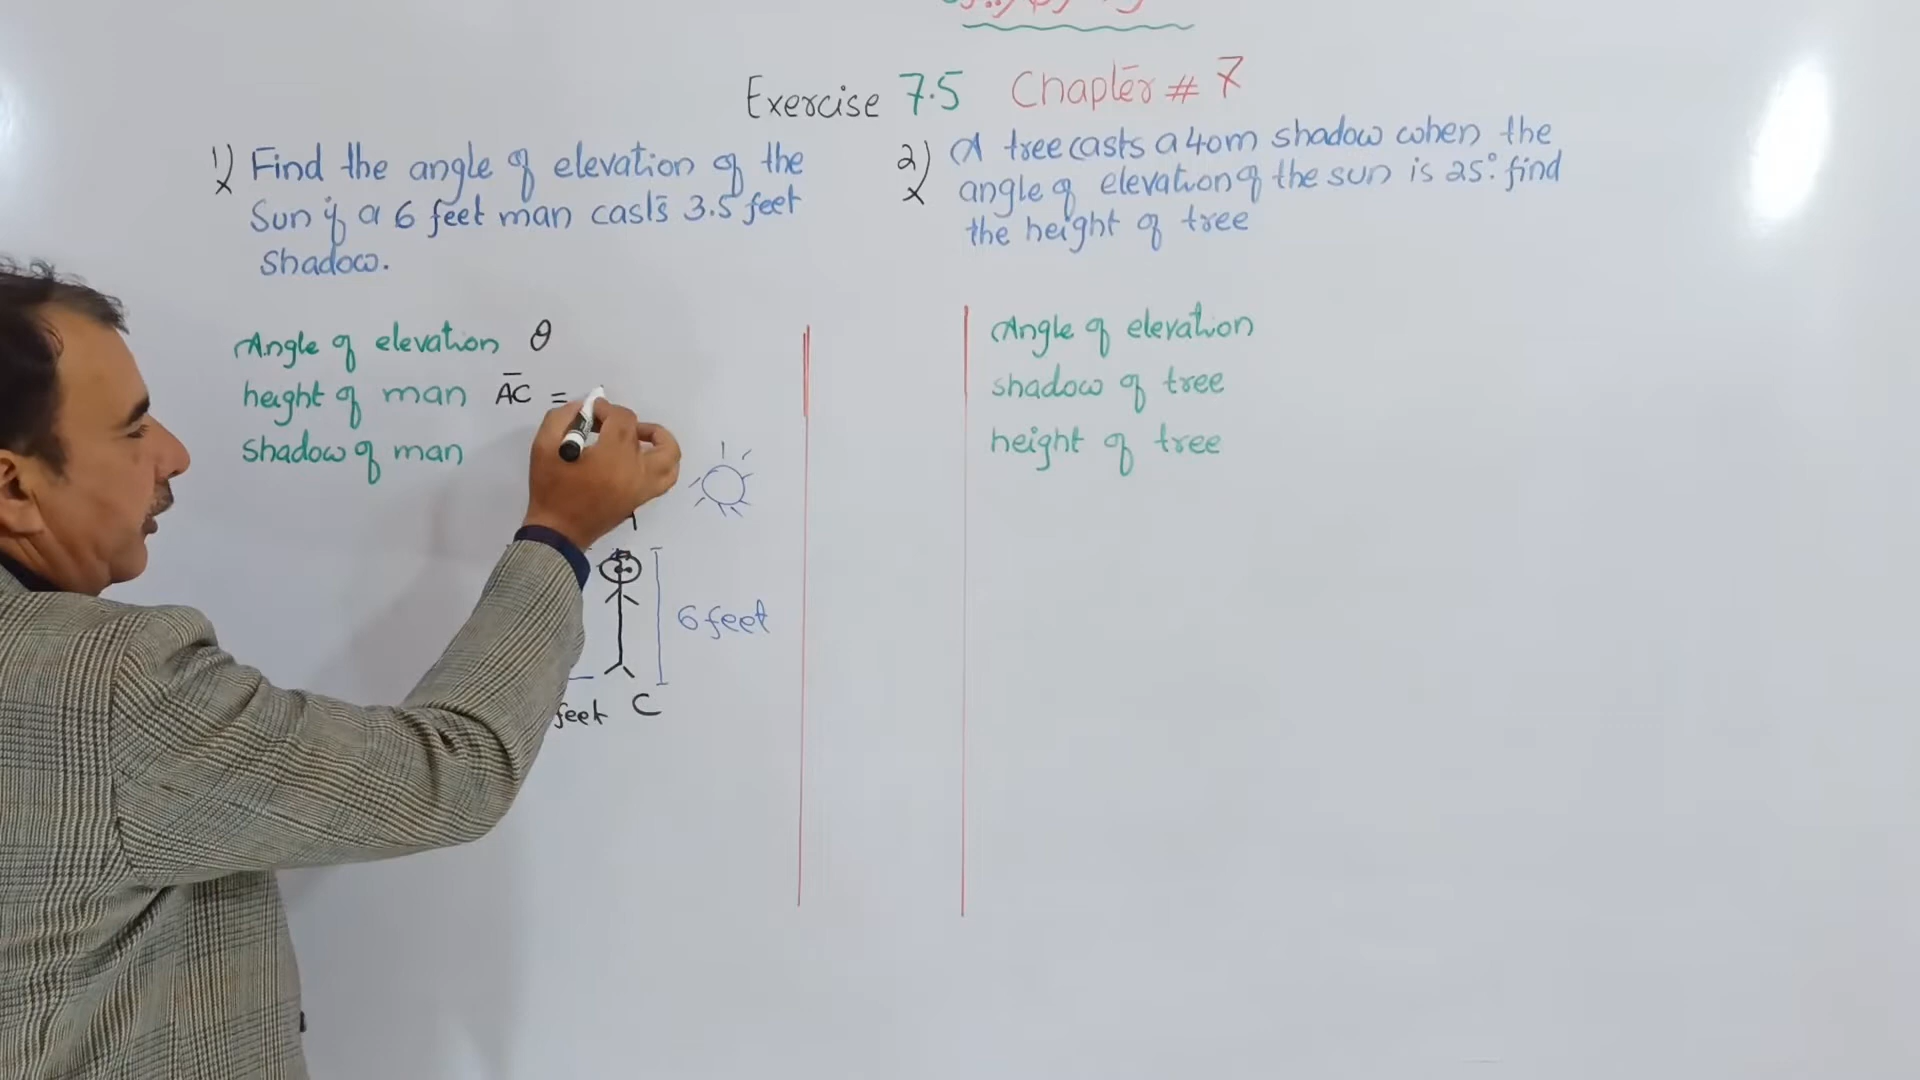 Exercise 7.5 Chapter # 7
1) Find the angle of elevation of the
Sun if a 6 feet man casts 3.5 feet
Shadow.
Angle of elevation θ
height of man AC =
shadow of man
6 feet
feet C
2) A tree casts a 40m shadow when the
angle of elevation of the sun is 25°. find
the height of tree
Angle of elevation
shadow of tree
height of tree